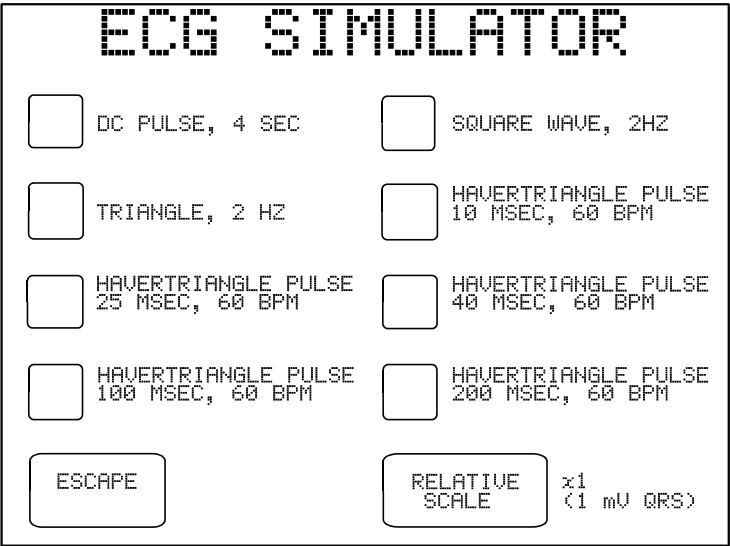 ECG SIMULATOR
DC PULSE, 4 SEC
SQUARE WAVE, 2HZ
TRIANGLE, 2 HZ
HAVERTRIANGLE PULSE
10 MSEC, 60 BPM
HAVERTRIANGLE PULSE
25 MSEC, 60 BPM
HAVERTRIANGLE PULSE
40 MSEC, 60 BPM
HAVERTRIANGLE PULSE
100 MSEC, 60 BPM
HAVERTRIANGLE PULSE
200 MSEC, 60 BPM
ESCAPE
RELATIVE
SCALE
x1
(1 mV QRS)